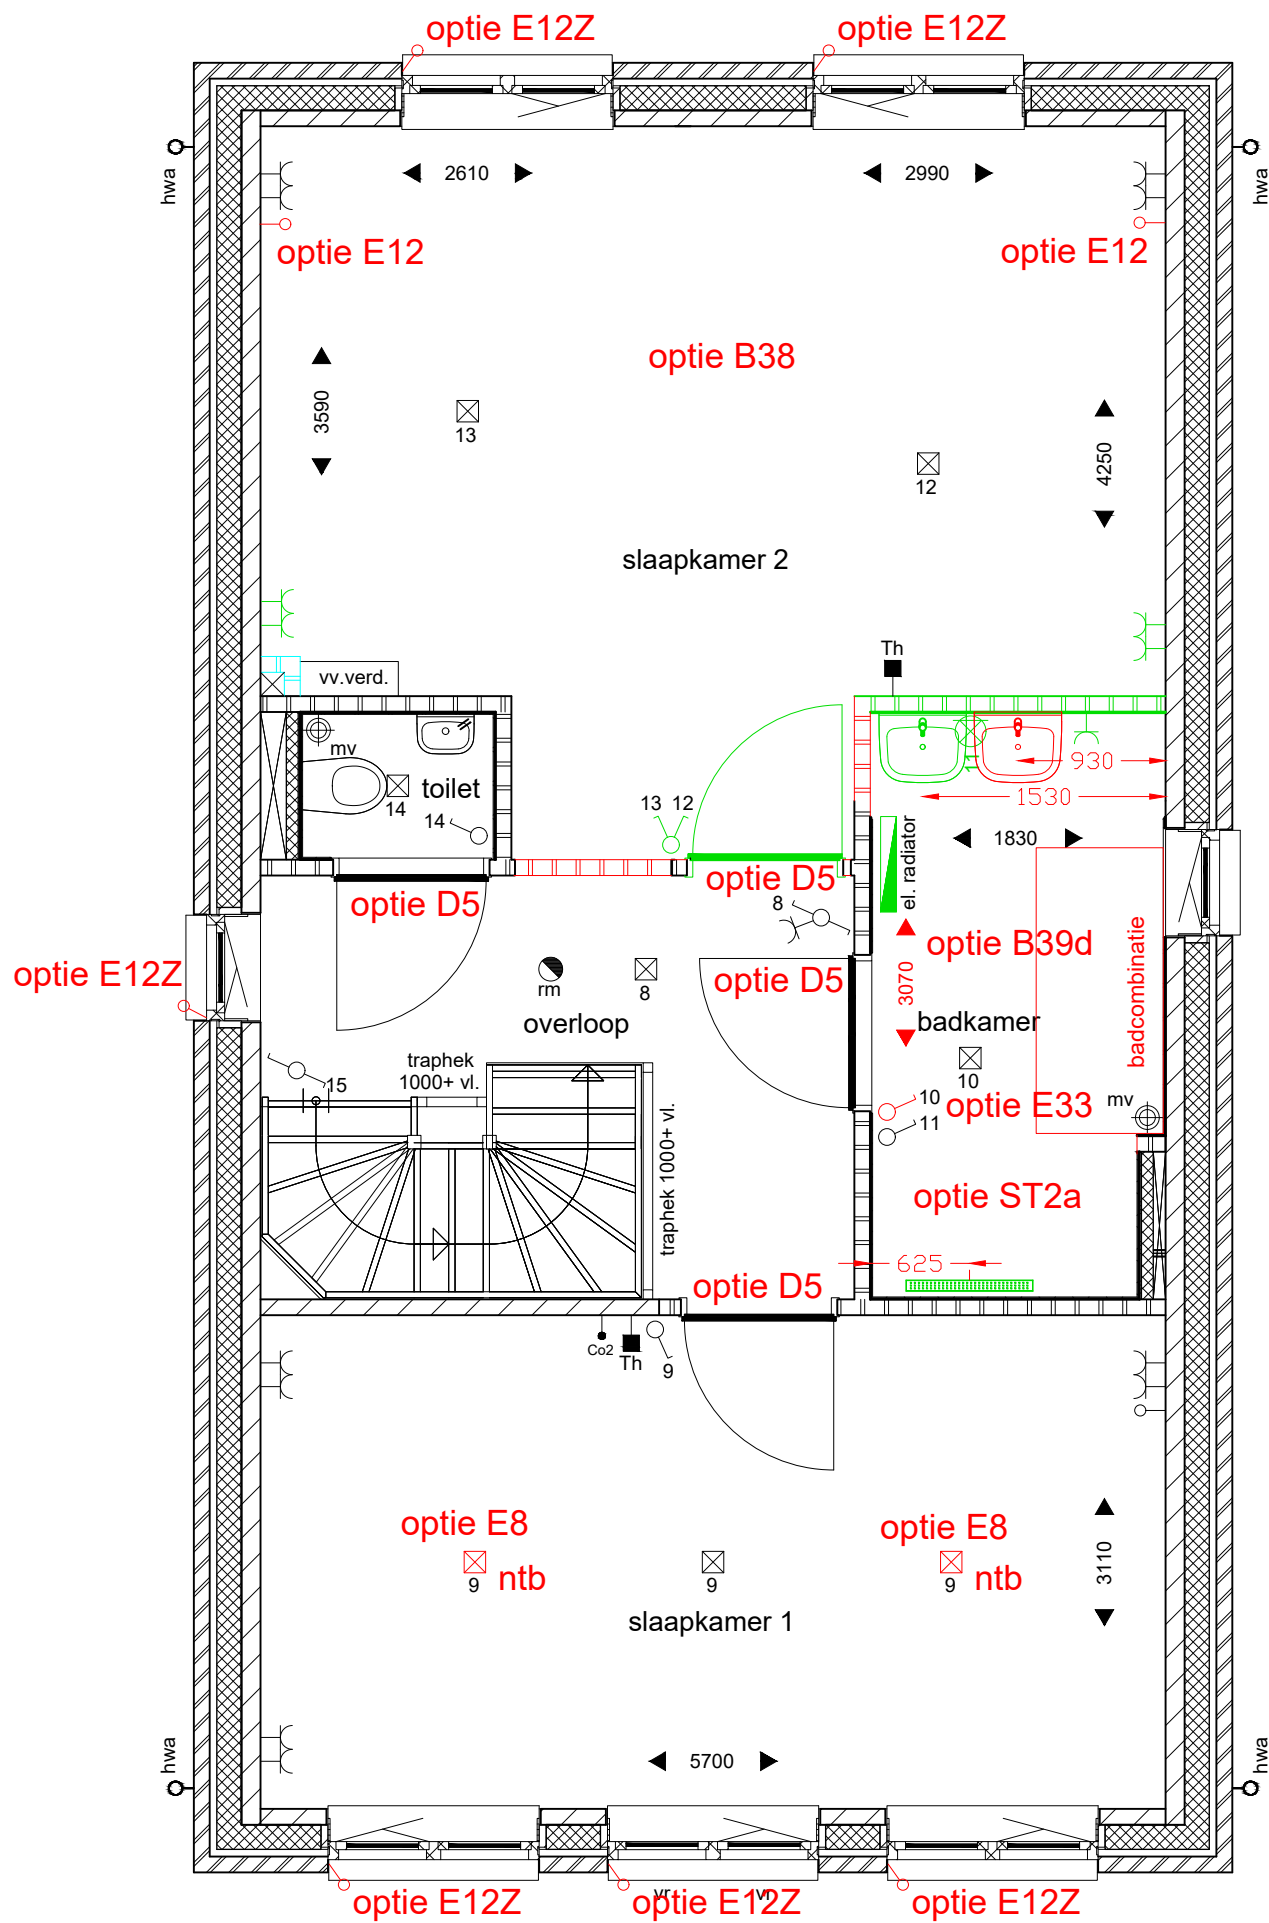 optie E12Z optie E12Z
hwa hwa
2610 2990
optie E12 optie E12
optie B38
3590
13
4250
12
slaapkamer 2
Th
vv.verd.
mv
toilet
14
14
13 12
11
930
1530
1830
el. radiator
optie D5 optie D5
8
optie B39d
badcombinatie
optie E12Z
optie D5
3070
rm
8
overloop
badkamer
10
traphek
1000+ vl.
15
10
optie E33
mv
11
traphek 1000+ vl.
optie ST2a
625
optie D5
Co2
Th
9
optie E8 optie E8
9 ntb
9
9 ntb
3110
slaapkamer 1
5700
hwa hwa
vr vr
optie E12Z optie E12Z optie E12Z